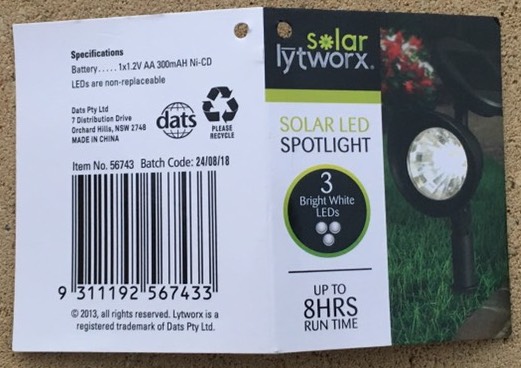 Specifications
Battery..... 1x1.2V AA 300mAH Ni-CD
LEDs are non-replaceable
Dats Pty Ltd
7 Distribution Drive
Orchard Hills, NSW 2748
MADE IN CHINA
dats
PLEASE
RECYCLE
Item No. 56743 Batch Code: 24/08/18
9 311192 567433
© 2013, all rights reserved. Lytworx is a
registered trademark of Dats Pty Ltd.
solar
lytworx®
SOLAR LED
SPOTLIGHT
3
Bright White
LEDs
UP TO
8HRS
RUN TIME